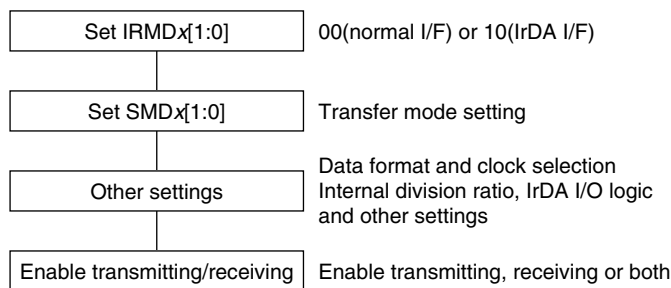 Set IRMDx[1:0]
00(normal I/F) or 10(IrDA I/F)
Set SMDx[1:0]
Transfer mode setting
Other settings
Data format and clock selection
Internal division ratio, IrDA I/O logic
and other settings
Enable transmitting/receiving
Enable transmitting, receiving or both